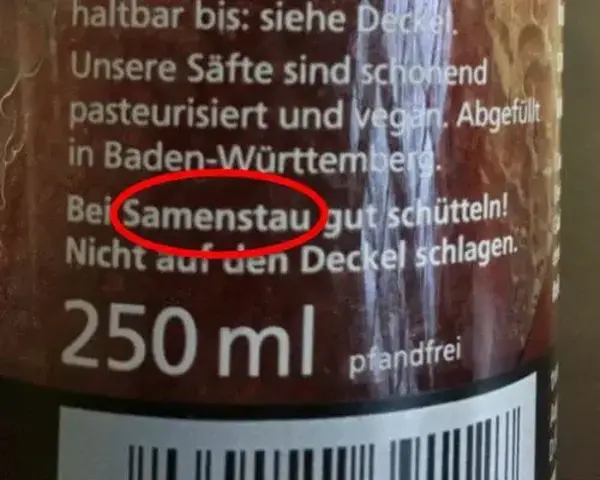 haltbar bis: siehe Deckel.
Unsere Säfte sind schonend
pasteurisiert und vegan. Abgefüllt
in Baden-Württemberg.
Bei Samenstau gut schütteln!
Nicht auf den Deckel schlagen.
250 ml pfandfrei